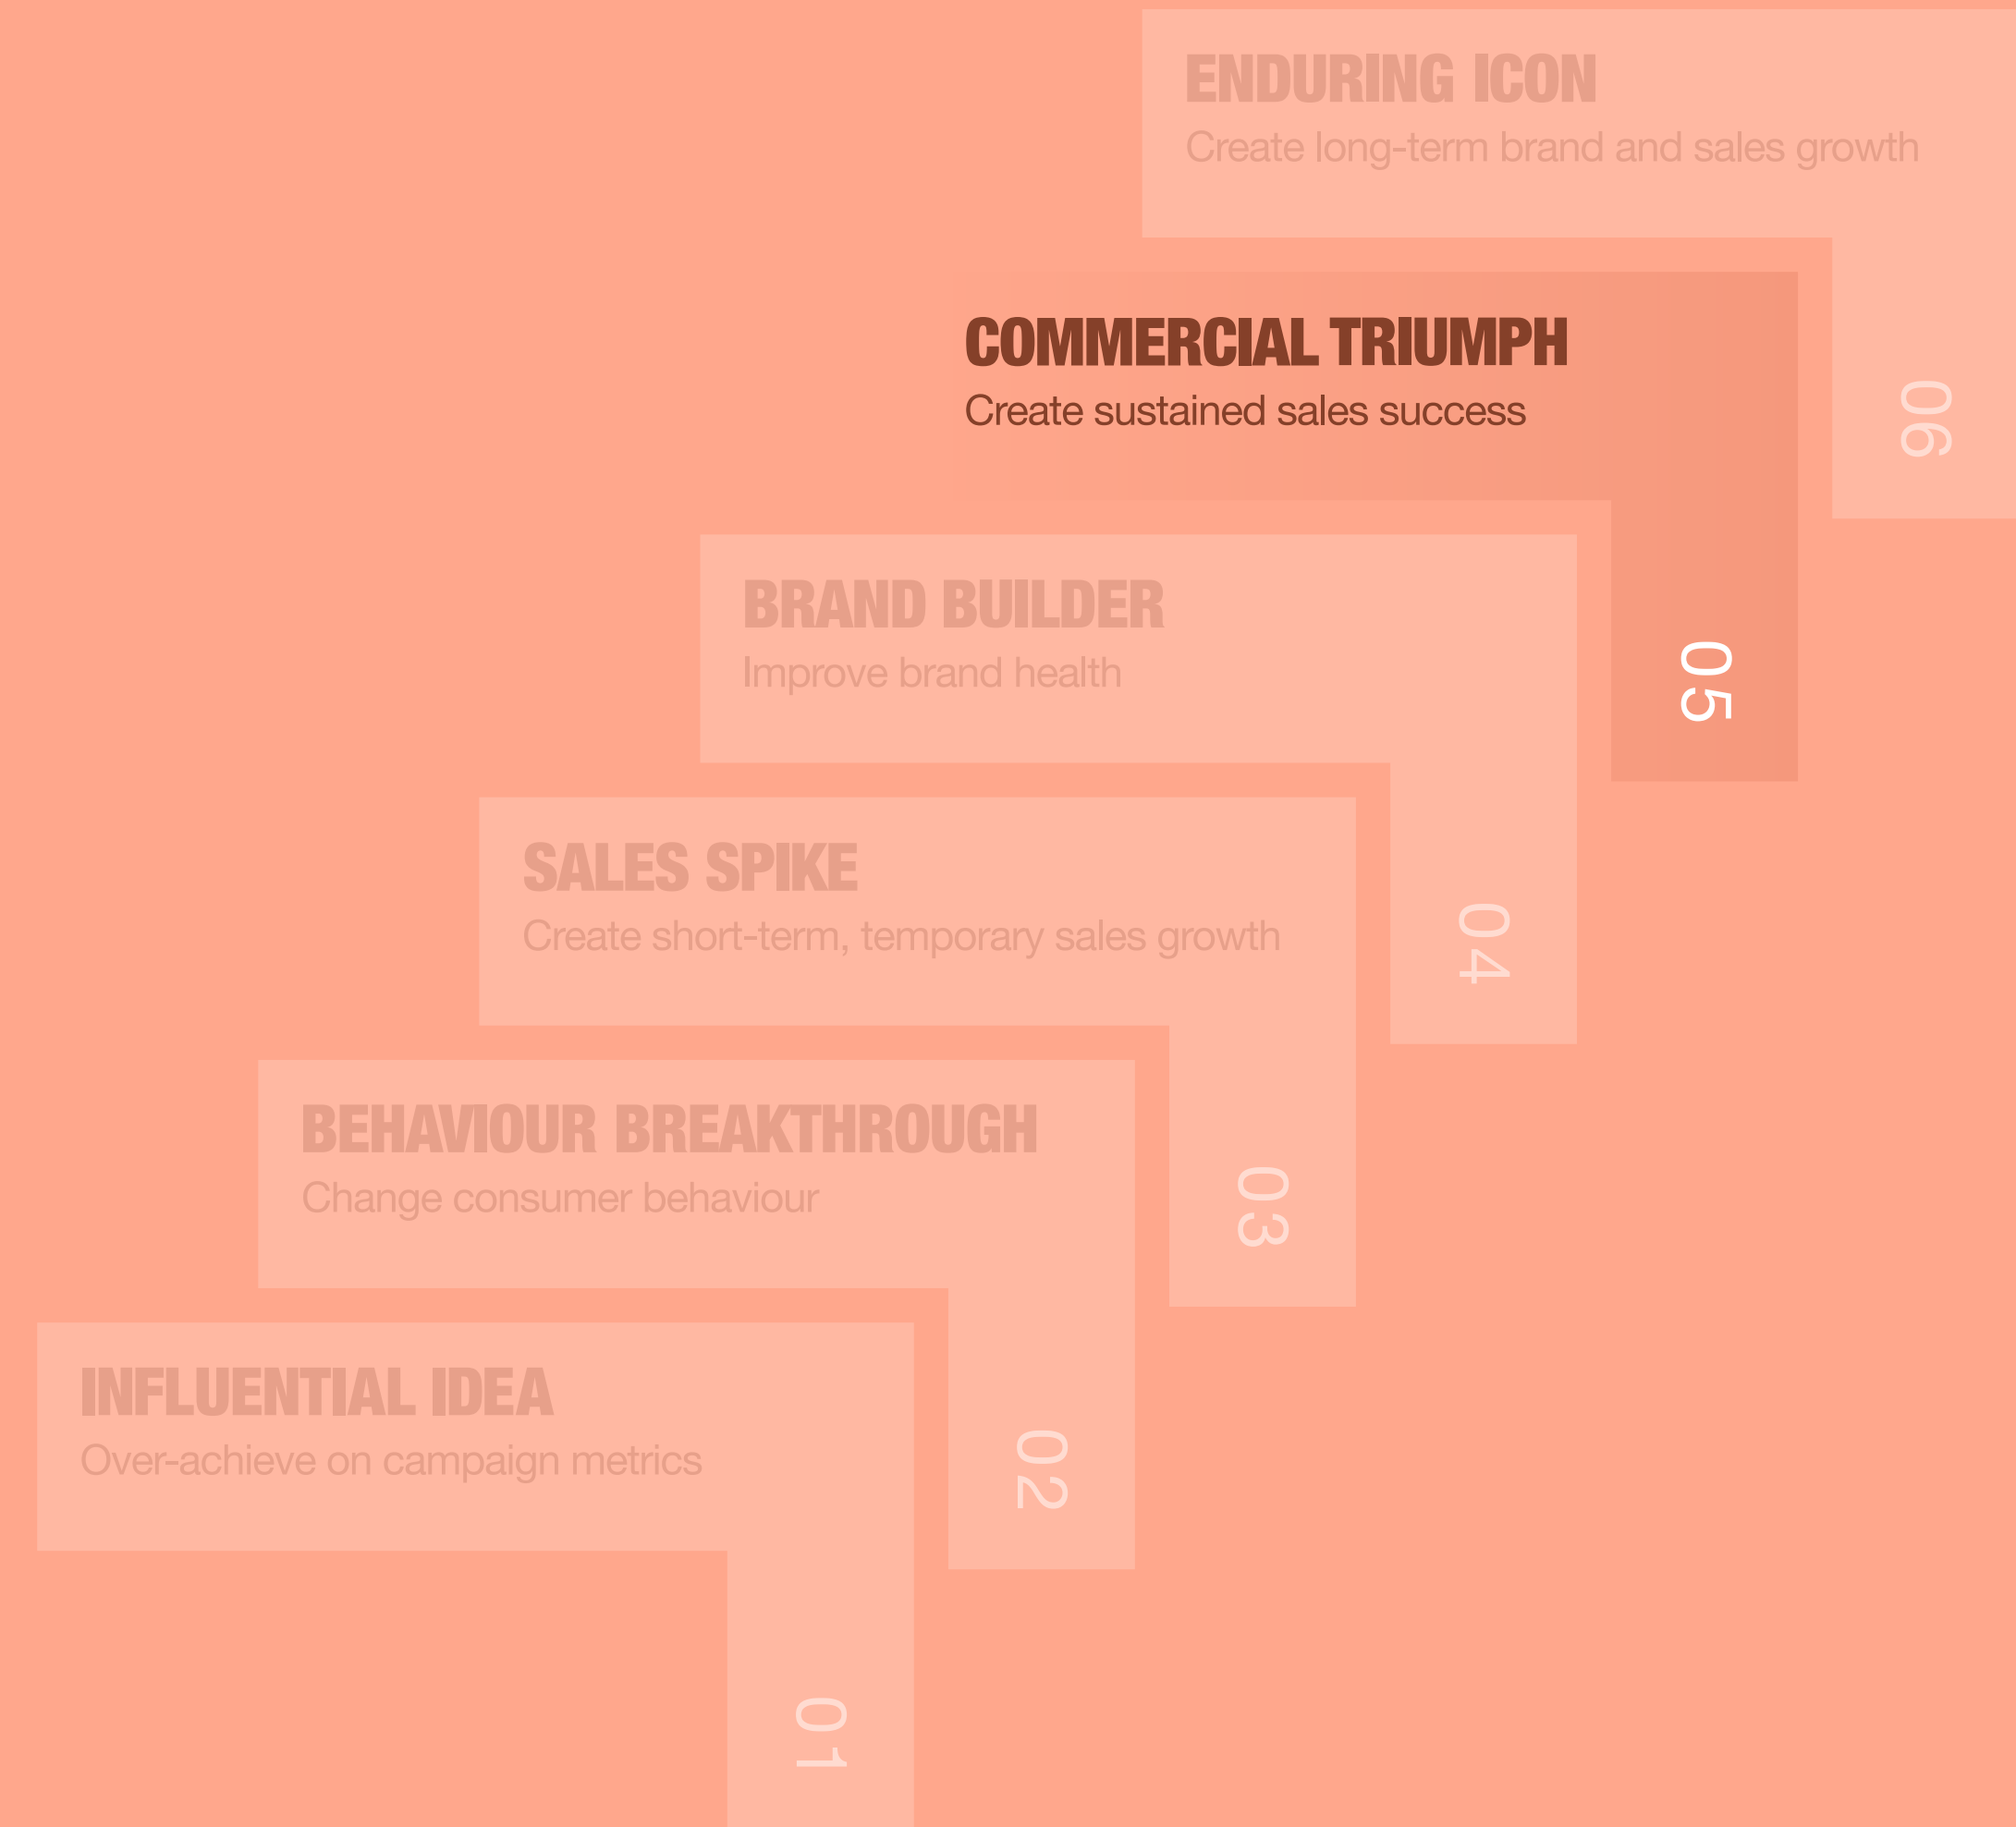 ENDURING ICON
Create long-term brand and sales growth
06
COMMERCIAL TRIUMPH
Create sustained sales success
05
BRAND BUILDER
Improve brand health
04
SALES SPIKE
Create short-term, temporary sales growth
03
BEHAVIOUR BREAKTHROUGH
Change consumer behaviour
02
INFLUENTIAL IDEA
Over-achieve on campaign metrics
01